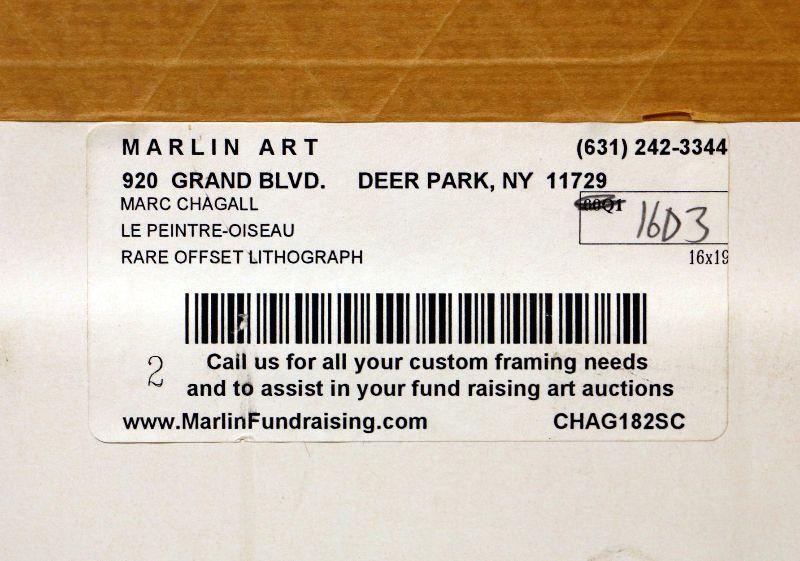 MARLIN ART (631) 242-3344
920 GRAND BLVD. DEER PARK, NY 11729
MARC CHAGALL
LE PEINTRE-OISEAU
16D3
RARE OFFSET LITHOGRAPH 16x19
2
Call us for all your custom framing needs
and to assist in your fund raising art auctions
www.MarlinFundraising.com CHAG182SC